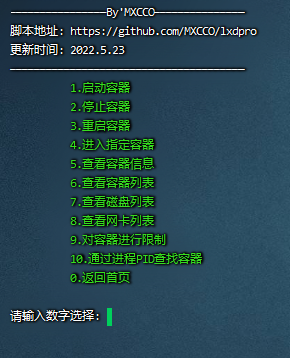 ——————————————By'MXCCO——————————————
脚本地址: https://github.com/MXCCO/lxdpro
更新时间: 2022.5.23
————————————————————————————————————
1.启动容器
2.停止容器
3.重启容器
4.进入指定容器
5.查看容器信息
6.查看容器列表
7.查看磁盘列表
8.查看网卡列表
9.对容器进行限制
10.通过进程PID查找容器
0.返回首页
请输入数字选择: